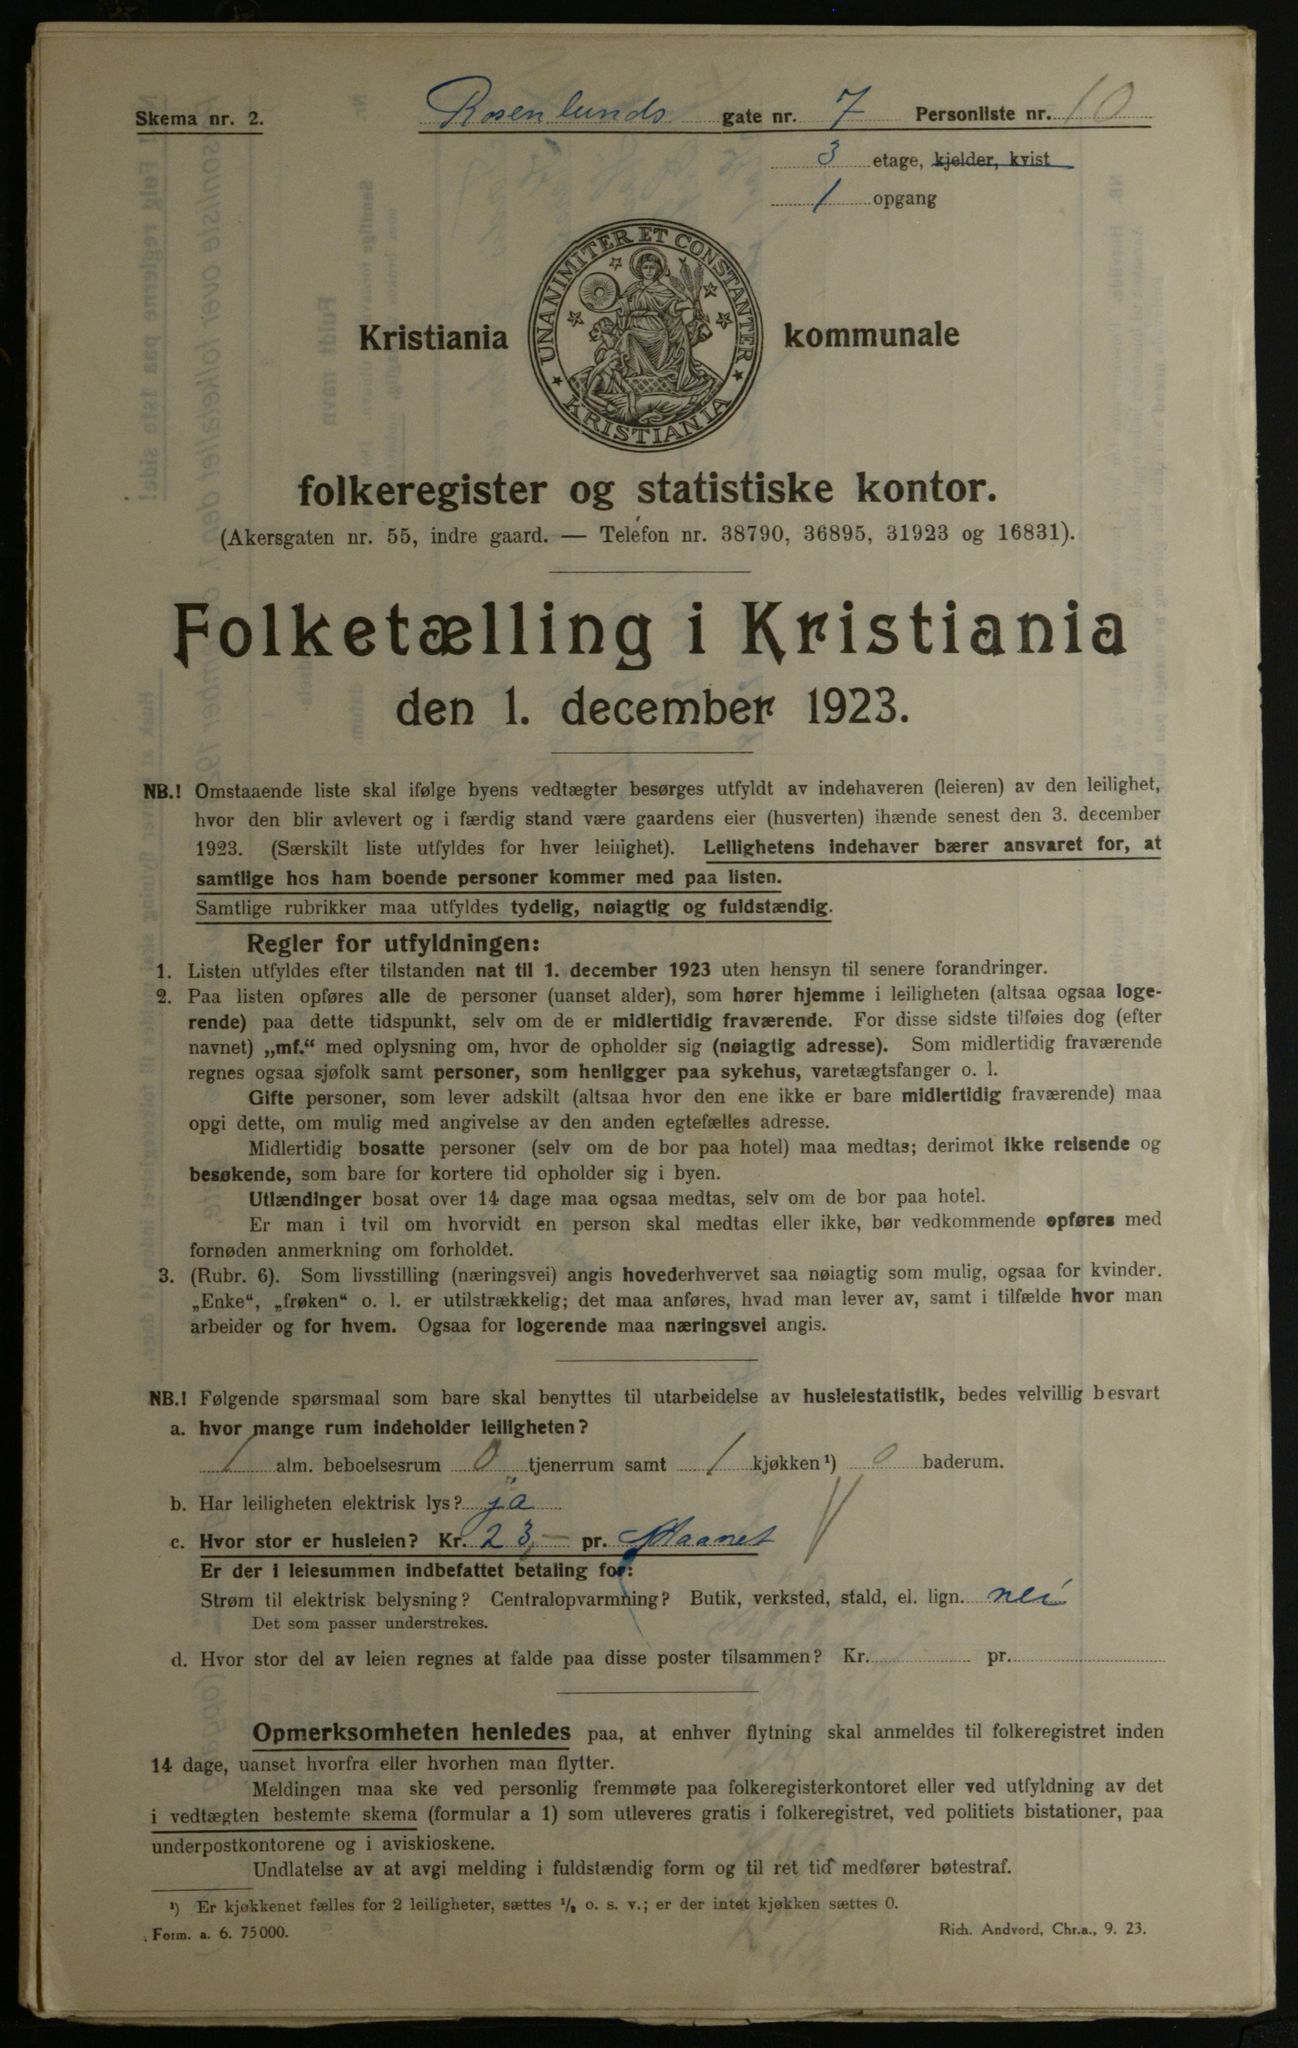 Skema nr. 2. Rosenlunds gate nr. 7 Personliste nr. 10
3 etage, kjelder, kvist
1 opgang
UNANIMITER ET CONSTANTER
KRISTIANIA
Kristiania kommunale
folkeregister og statistiske kontor.
(Akersgaten nr. 55, indre gaard. — Telefon nr. 38790, 36895, 31923 og 16831).
Folketælling i Kristiania
den 1. december 1923.
NB.! Omstaaende liste skal ifølge byens vedtægter besørges utfyldt av indehaveren (leieren) av den leilighet,
hvor den blir avlevert og i færdig stand være gaardens eier (husverten) ihænde senest den 3. december
1923. (Særskilt liste utfyldes for hver leilighet). Leilighetens indehaver bærer ansvaret for, at
samtlige hos ham boende personer kommer med paa listen.
Samtlige rubrikker maa utfyldes tydelig, nøiagtig og fuldstændig.
Regler for utfyldningen:
1. Listen utfyldes efter tilstanden nat til 1. december 1923 uten hensyn til senere forandringer.
2. Paa listen opføres alle de personer (uanset alder), som hører hjemme i leiligheten (altsaa ogsaa loge-
rende) paa dette tidspunkt, selv om de er midlertidig fraværende. For disse sidste tilføies dog (efter
navnet) „mf.“ med oplysning om, hvor de opholder sig (nøiagtig adresse). Som midlertidig fraværende
regnes ogsaa sjøfolk samt personer, som henligger paa sykehus, varetægtsfanger o. l.
Gifte personer, som lever adskilt (altsaa hvor den ene ikke er bare midlertidig fraværende) maa
opgi dette, om mulig med angivelse av den anden egtefælles adresse.
Midlertidig bosatte personer (selv om de bor paa hotel) maa medtas; derimot ikke reisende og
besøkende, som bare for kortere tid opholder sig i byen.
Utlændinger bosat over 14 dage maa ogsaa medtas, selv om de bor paa hotel.
Er man i tvil om hvorvidt en person skal medtas eller ikke, bør vedkommende opføres med
fornøden anmerkning om forholdet.
3. (Rubr. 6). Som livsstilling (næringsvei) angis hovederhvervet saa nøiagtig som mulig, ogsaa for kvinder.
„Enke“, „frøken“ o. l. er utilstrækkelig; det maa anføres, hvad man lever av, samt i tilfælde hvor man
arbeider og for hvem. Ogsaa for logerende maa næringsvei angis.
NB.! Følgende spørsmaal som bare skal benyttes til utarbeidelse av husleiestatistik, bedes velvillig besvart
a. hvor mange rum indeholder leiligheten?
1 alm. beboelsesrum 0 tjenerrum samt 1 kjøkken ¹) 0 baderum.
b. Har leiligheten elektrisk lys? ja
c. Hvor stor er husleien? Kr. 23,— pr. Maanet
Er der i leiesummen indbefattet betaling for:
Strøm til elektrisk belysning? Centralopvarmning? Butik, verksted, stald, el. lign. nei
Det som passer understrekes.
d. Hvor stor del av leien regnes at falde paa disse poster tilsammen? Kr. pr.
Opmerksomheten henledes paa, at enhver flytning skal anmeldes til folkeregistret inden
14 dage, uanset hvorfra eller hvorhen man flytter.
Meldingen maa ske ved personlig fremmøte paa folkeregisterkontoret eller ved utfyldning av det
i vedtægten bestemte skema (formular a 1) som utleveres gratis i folkeregistret, ved politiets bistationer, paa
underpostkontorene og i aviskioskene.
Undlatelse av at avgi melding i fuldstændig form og til ret tid medfører bøtestraf.
¹) Er kjøkkenet fælles for 2 leiligheter, sættes ½ o. s. v.; er der intet kjøkken sættes 0.
Form. a. 6. 75000. Rich. Andvord, Chr.a., 9. 23.